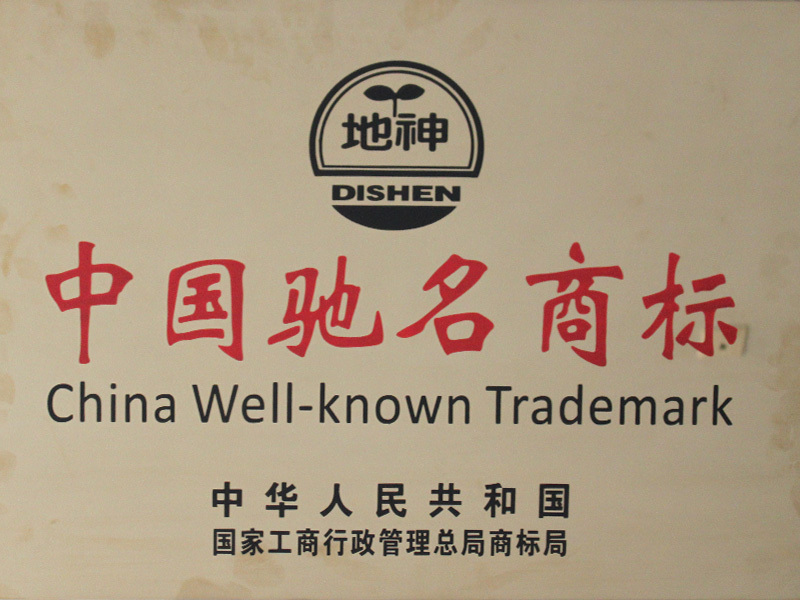 地神
DISHEN
中国驰名商标
China Well-known Trademark
中华人民共和国
国家工商行政管理总局商标局